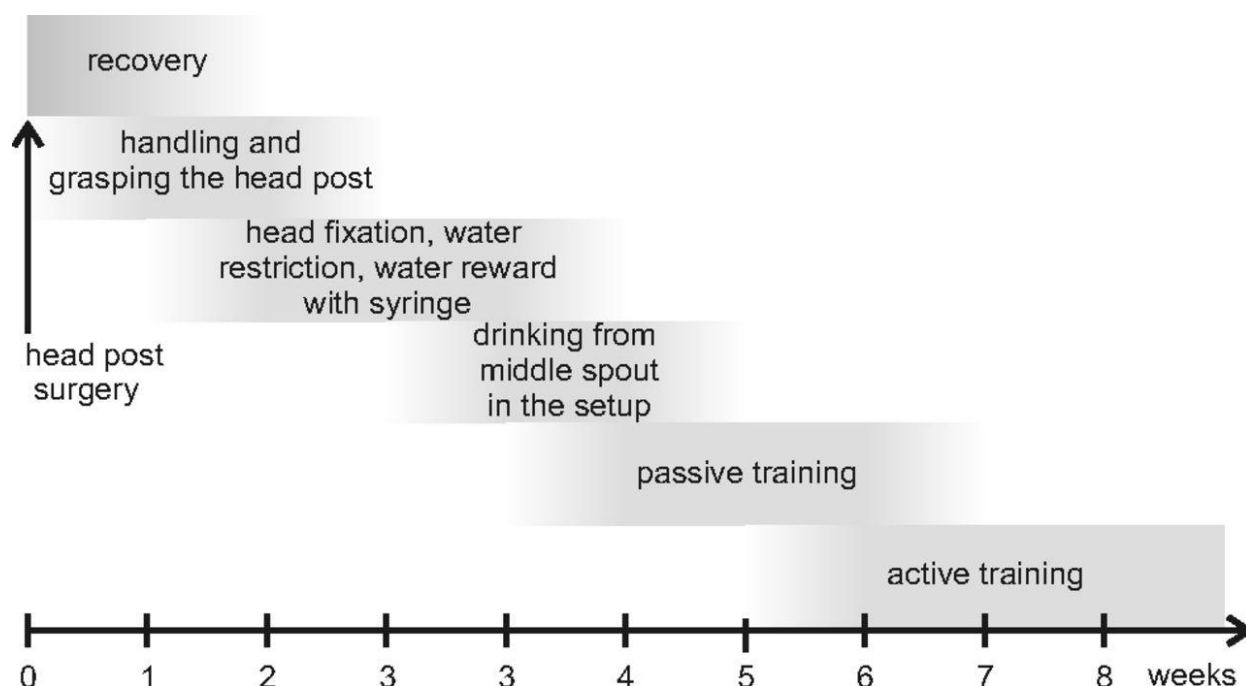 recovery
handling and
grasping the head post
head fixation, water
restriction, water reward
with syringe
head post
surgery
drinking from
middle spout
in the setup
passive training
active training
0 1 2 3 3 4 5 6 7 8 weeks